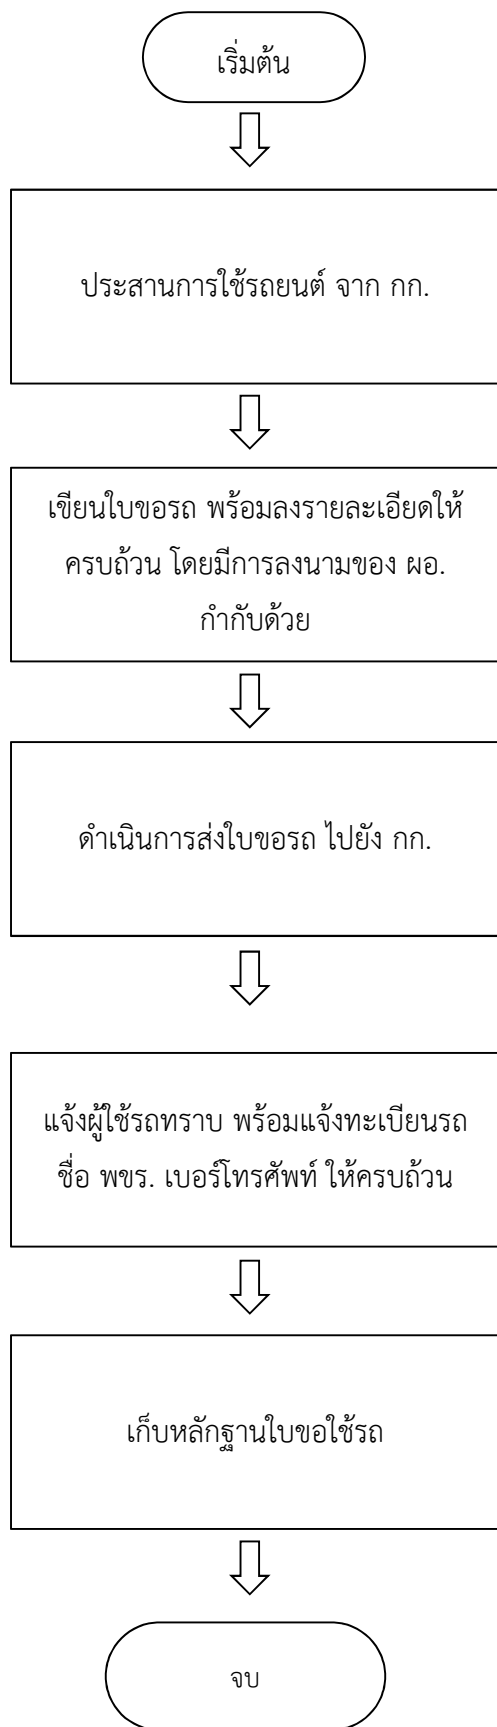 เริ่มต้น
ประสานการใช้รถยนต์ จาก กก.
เขียนใบขอรถ พร้อมลงรายละเอียดให้
ครบถ้วน โดยมีการลงนามของ ผอ.
กำกับด้วย
ดำเนินการส่งใบขอรถ ไปยัง กก.
แจ้งผู้ใช้รถทราบ พร้อมแจ้งทะเบียนรถ
ชื่อ พขร. เบอร์โทรศัพท์ ให้ครบถ้วน
เก็บหลักฐานใบขอใช้รถ
จบ